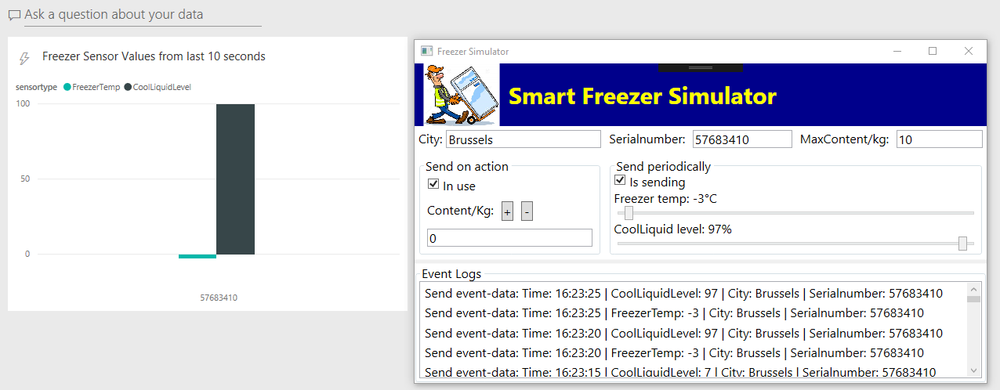 Ask a question about your data
Freezer Sensor Values from last 10 seconds
sensortype FreezerTemp CoolLiquidLevel
100
50
0
57683410
Freezer Simulator
Smart Freezer Simulator
City: Brussels Serialnumber: 57683410 MaxContent/kg: 10
Send on action
In use
Content/Kg: + -
0
Send periodically
Is sending
Freezer temp: -3°C
CoolLiquid level: 97%
Event Logs
Send event-data: Time: 16:23:25 | CoolLiquidLevel: 97 | City: Brussels | Serialnumber: 57683410
Send event-data: Time: 16:23:25 | FreezerTemp: -3 | City: Brussels | Serialnumber: 57683410
Send event-data: Time: 16:23:20 | CoolLiquidLevel: 97 | City: Brussels | Serialnumber: 57683410
Send event-data: Time: 16:23:20 | FreezerTemp: -3 | City: Brussels | Serialnumber: 57683410
Send event-data: Time: 16:23:15 | CoolLiquidLevel: 7 | City: Brussels | Serialnumber: 57683410